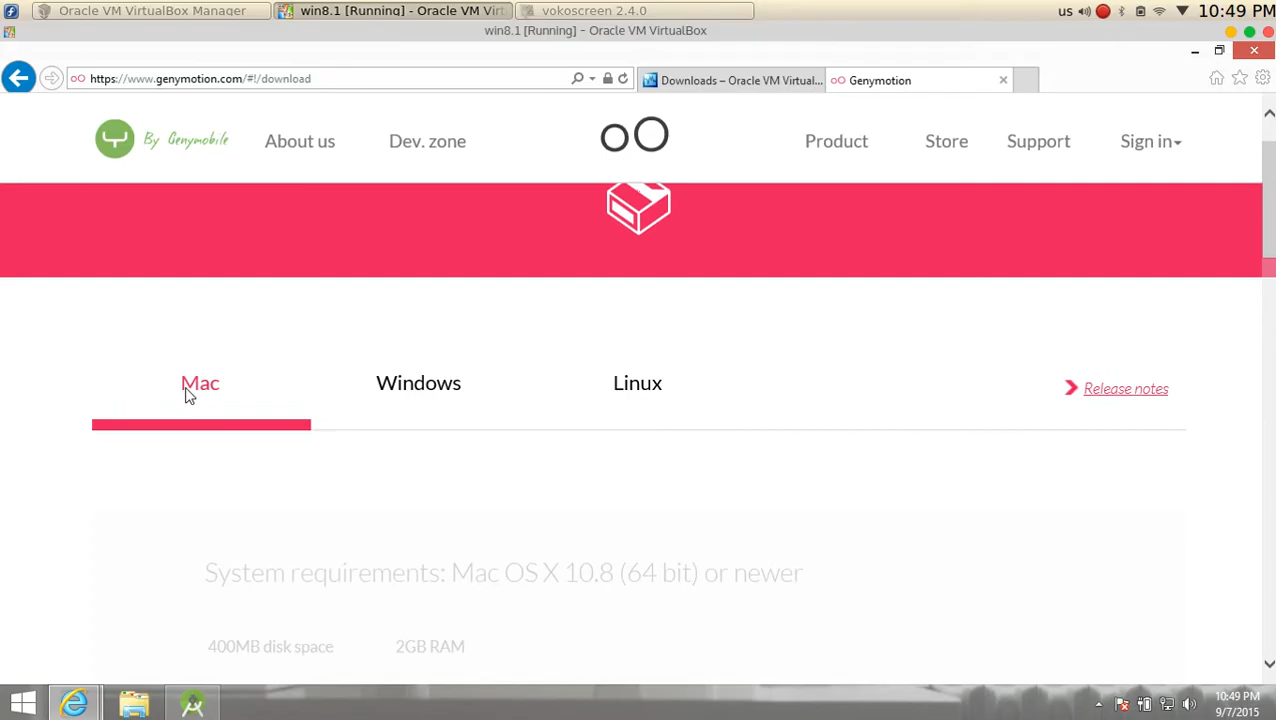 Oracle VM VirtualBox Manager
win8.1 [Running] - Oracle VM Virt
vokoscreen 2.4.0
us
10:49 PM
win8.1 [Running] - Oracle VM VirtualBox
https://www.genymotion.com/#!/download
Downloads – Oracle VM Virtual...
Genymotion
By Genymobile
About us
Dev. zone
Product
Store
Support
Sign in
Mac
Windows
Linux
Release notes
System requirements: Mac OS X 10.8 (64 bit) or newer
400MB disk space
2GB RAM
10:49 PM
9/7/2015